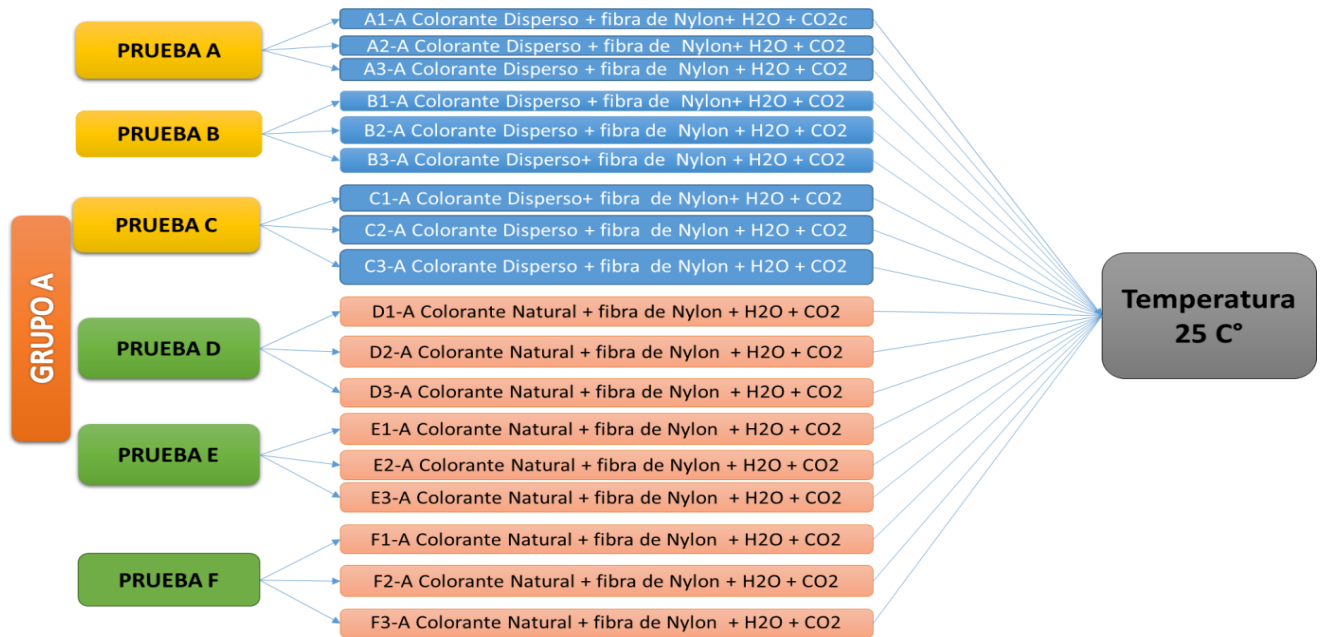 GRUPO A
PRUEBA A
A1-A Colorante Disperso + fibra de Nylon+ H2O + CO2c
A2-A Colorante Disperso + fibra de Nylon+ H2O + CO2
A3-A Colorante Disperso + fibra de Nylon + H2O + CO2
PRUEBA B
B1-A Colorante Disperso + fibra de Nylon+ H2O + CO2
B2-A Colorante Disperso + fibra de Nylon + H2O + CO2
B3-A Colorante Disperso+ fibra de Nylon + H2O + CO2
PRUEBA C
C1-A Colorante Disperso+ fibra de Nylon+ H2O + CO2
C2-A Colorante Disperso + fibra de Nylon + H2O + CO2
C3-A Colorante Disperso + fibra de Nylon + H2O + CO2
PRUEBA D
D1-A Colorante Natural + fibra de Nylon + H2O + CO2
D2-A Colorante Natural + fibra de Nylon + H2O + CO2
D3-A Colorante Natural + fibra de Nylon + H2O + CO2
PRUEBA E
E1-A Colorante Natural + fibra de Nylon + H2O + CO2
E2-A Colorante Natural + fibra de Nylon + H2O + CO2
E3-A Colorante Natural + fibra de Nylon + H2O + CO2
PRUEBA F
F1-A Colorante Natural + fibra de Nylon + H2O + CO2
F2-A Colorante Natural + fibra de Nylon + H2O + CO2
F3-A Colorante Natural + fibra de Nylon + H2O + CO2
Temperatura
25 C°